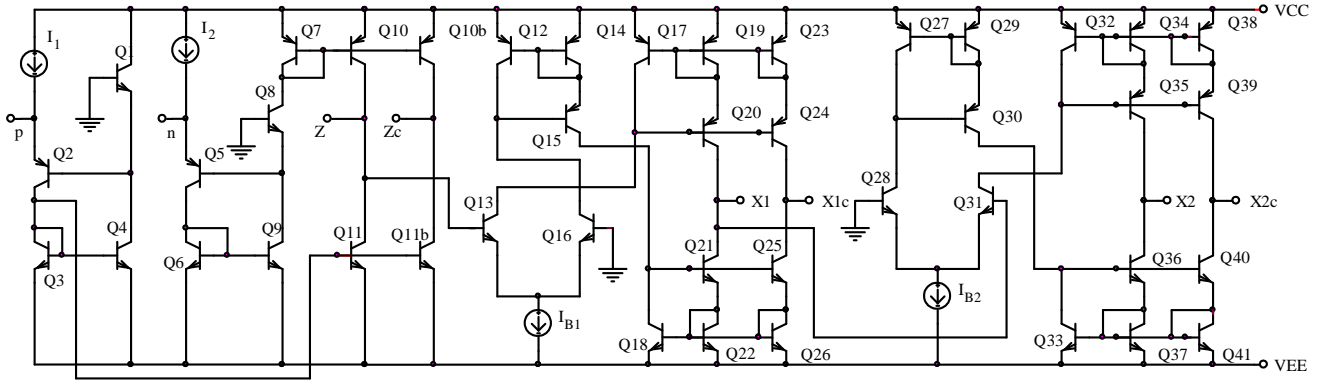 I1 Q1 I2 Q7 Q10 Q10b Q12 Q14 Q17 Q19 Q23 Q27 Q29 Q32 Q34 Q38 VCC
Q8 Q35 Q39
p n Z Zc Q15 Q20 Q24 Q30
Q2 Q5 Q28
Q13 X1 X1c Q31 X2 X2c
Q4 Q9 Q11 Q11b Q16 Q21 Q25
Q3 Q6 Q36 Q40
IB1 IB2
Q18 Q22 Q26 Q33 Q37 Q41 VEE